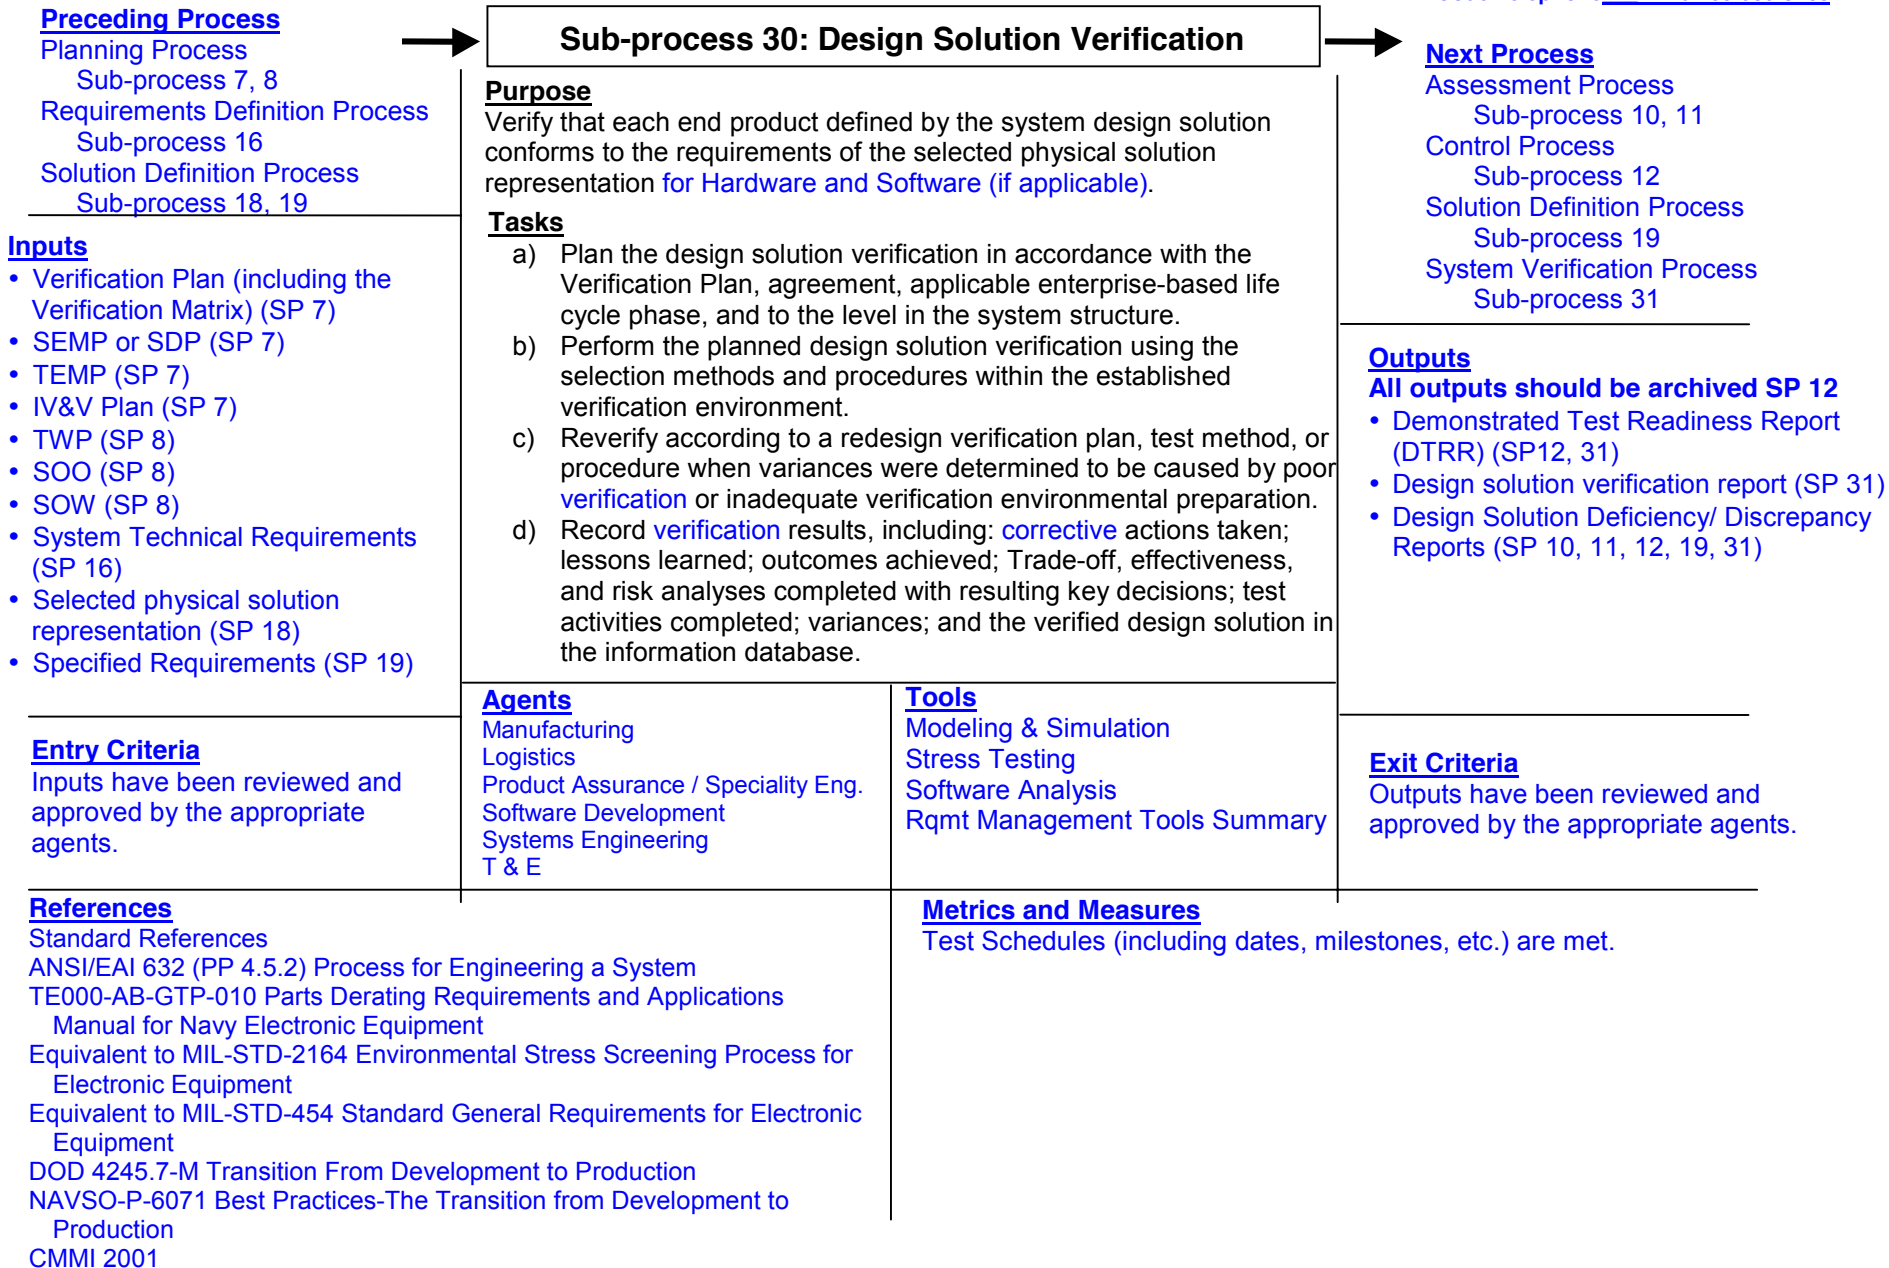 Preceding Process
Planning Process
Sub-process 7, 8
Requirements Definition Process
Sub-process 16
Solution Definition Process
Sub-process 18, 19
Inputs
• Verification Plan (including the
Verification Matrix) (SP 7)
• SEMP or SDP (SP 7)
• TEMP (SP 7)
• IV&V Plan (SP 7)
• TWP (SP 8)
• SOO (SP 8)
• SOW (SP 8)
• System Technical Requirements
(SP 16)
• Selected physical solution
representation (SP 18)
• Specified Requirements (SP 19)
Entry Criteria
Inputs have been reviewed and
approved by the appropriate
agents.
Sub-process 30: Design Solution Verification
Purpose
Verify that each end product defined by the system design solution
conforms to the requirements of the selected physical solution
representation for Hardware and Software (if applicable).
Tasks
a) Plan the design solution verification in accordance with the
Verification Plan, agreement, applicable enterprise-based life
cycle phase, and to the level in the system structure.
b) Perform the planned design solution verification using the
selection methods and procedures within the established
verification environment.
c) Reverify according to a redesign verification plan, test method, or
procedure when variances were determined to be caused by poor
verification or inadequate verification environmental preparation.
d) Record verification results, including: corrective actions taken;
lessons learned; outcomes achieved; Trade-off, effectiveness,
and risk analyses completed with resulting key decisions; test
activities completed; variances; and the verified design solution in
the information database.
Agents
Manufacturing
Logistics
Product Assurance / Speciality Eng.
Software Development
Systems Engineering
T & E
Tools
Modeling & Simulation
Stress Testing
Software Analysis
Rqmt Management Tools Summary
Next Process
Assessment Process
Sub-process 10, 11
Control Process
Sub-process 12
Solution Definition Process
Sub-process 19
System Verification Process
Sub-process 31
Outputs
All outputs should be archived SP 12
• Demonstrated Test Readiness Report
(DTRR) (SP12, 31)
• Design solution verification report (SP 31)
• Design Solution Deficiency/ Discrepancy
Reports (SP 10, 11, 12, 19, 31)
Exit Criteria
Outputs have been reviewed and
approved by the appropriate agents.
References
Standard References
ANSI/EAI 632 (PP 4.5.2) Process for Engineering a System
TE000-AB-GTP-010 Parts Derating Requirements and Applications
Manual for Navy Electronic Equipment
Equivalent to MIL-STD-2164 Environmental Stress Screening Process for
Electronic Equipment
Equivalent to MIL-STD-454 Standard General Requirements for Electronic
Equipment
DOD 4245.7-M Transition From Development to Production
NAVSO-P-6071 Best Practices-The Transition from Development to
Production
CMMI 2001
Metrics and Measures
Test Schedules (including dates, milestones, etc.) are met.